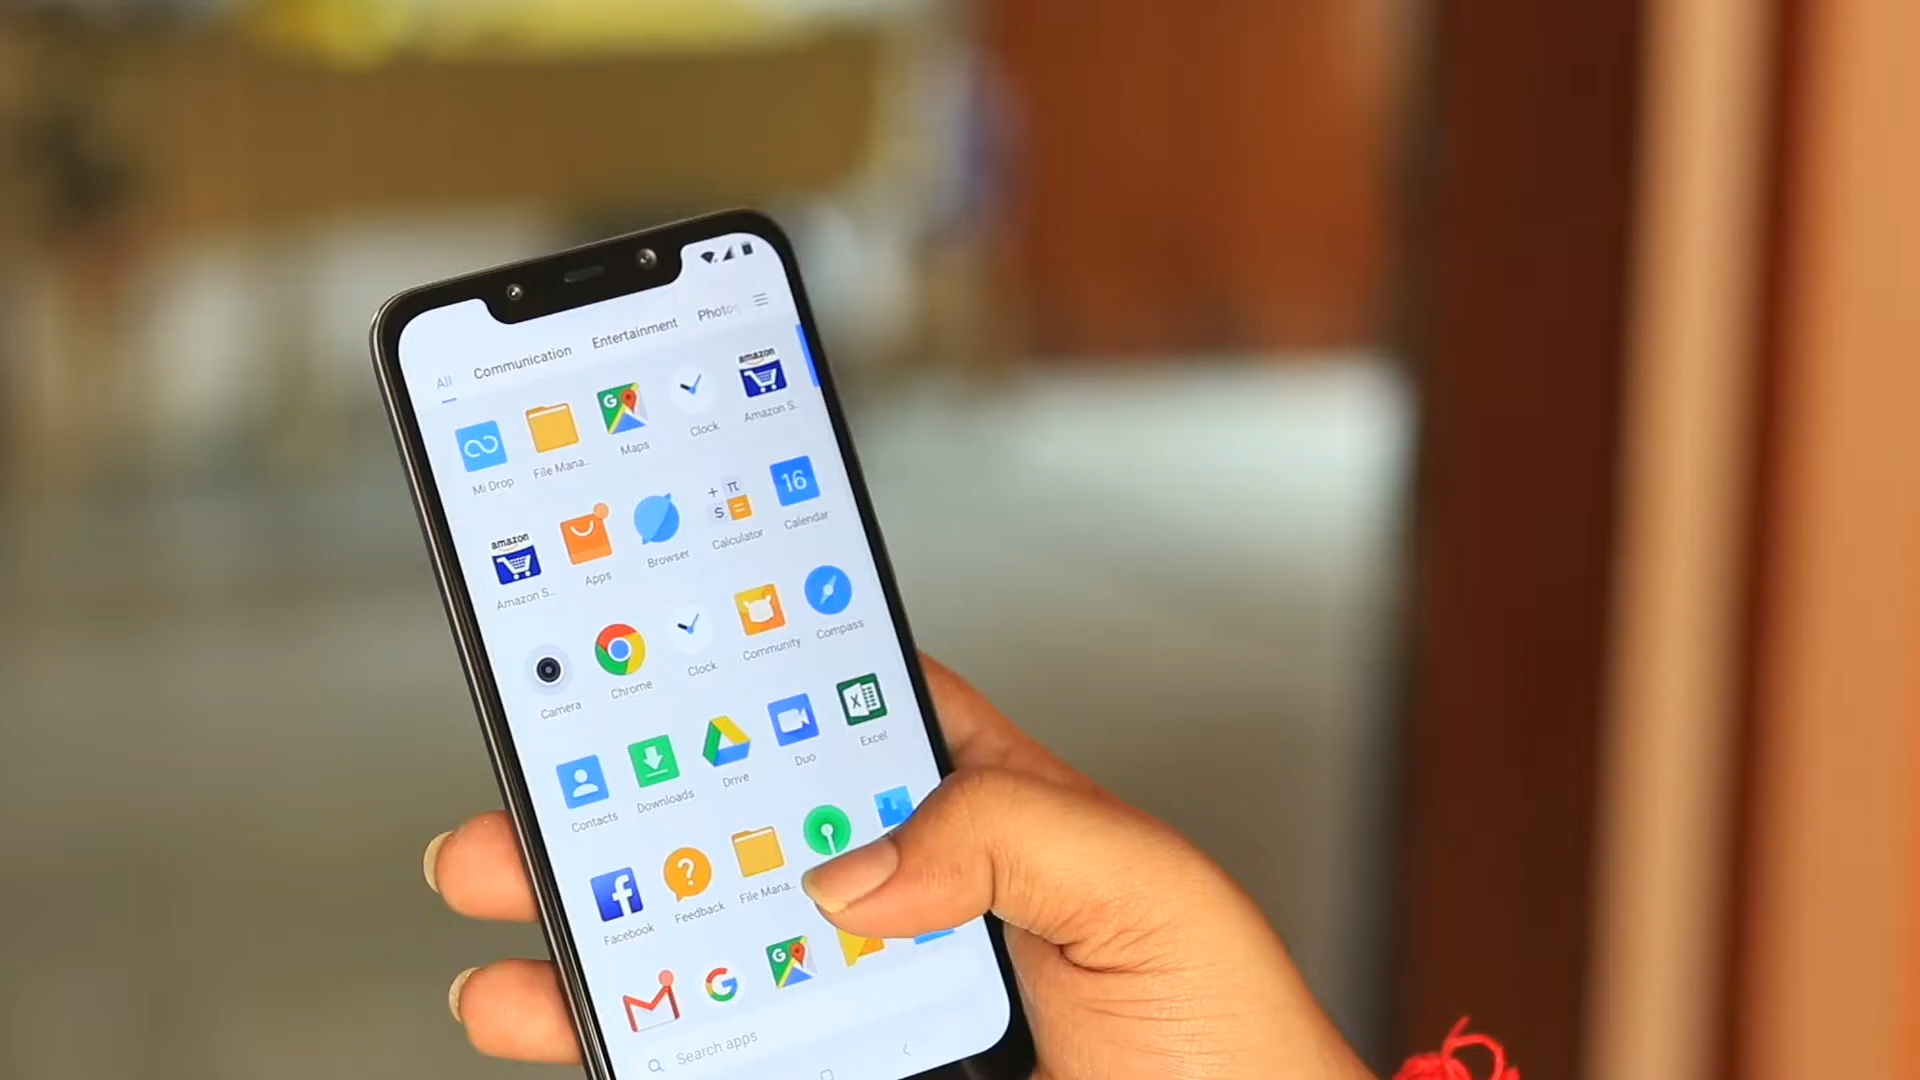 All Communication Entertainment Photo
Mi Drop File Mana.. Maps Clock amazon Amazon S..
amazon Amazon S.. Apps Browser Calculator 16 Calendar
Camera Chrome Clock Community Compass
Contacts Downloads Drive Duo Excel
Facebook Feedback File Mana..
Search apps